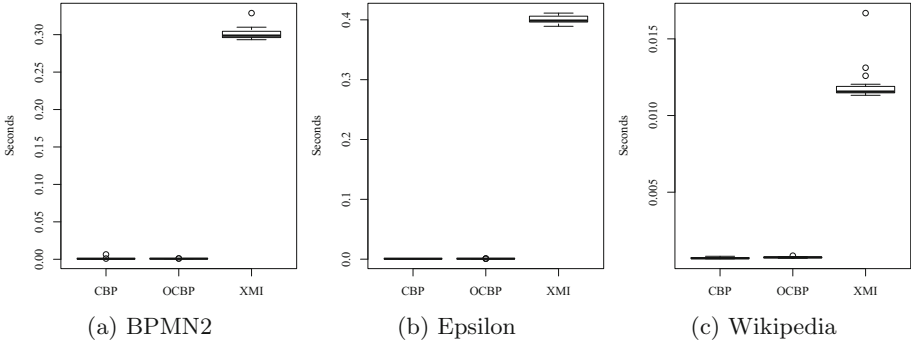 Seconds
0.30
0.25
0.20
0.15
0.10
0.05
0.00
CBP
OCBP
XMI
(a) BPMN2
Seconds
0.4
0.3
0.2
0.1
0.0
CBP
OCBP
XMI
(b) Epsilon
Seconds
0.015
0.010
0.005
CBP
OCBP
XMI
(c) Wikipedia